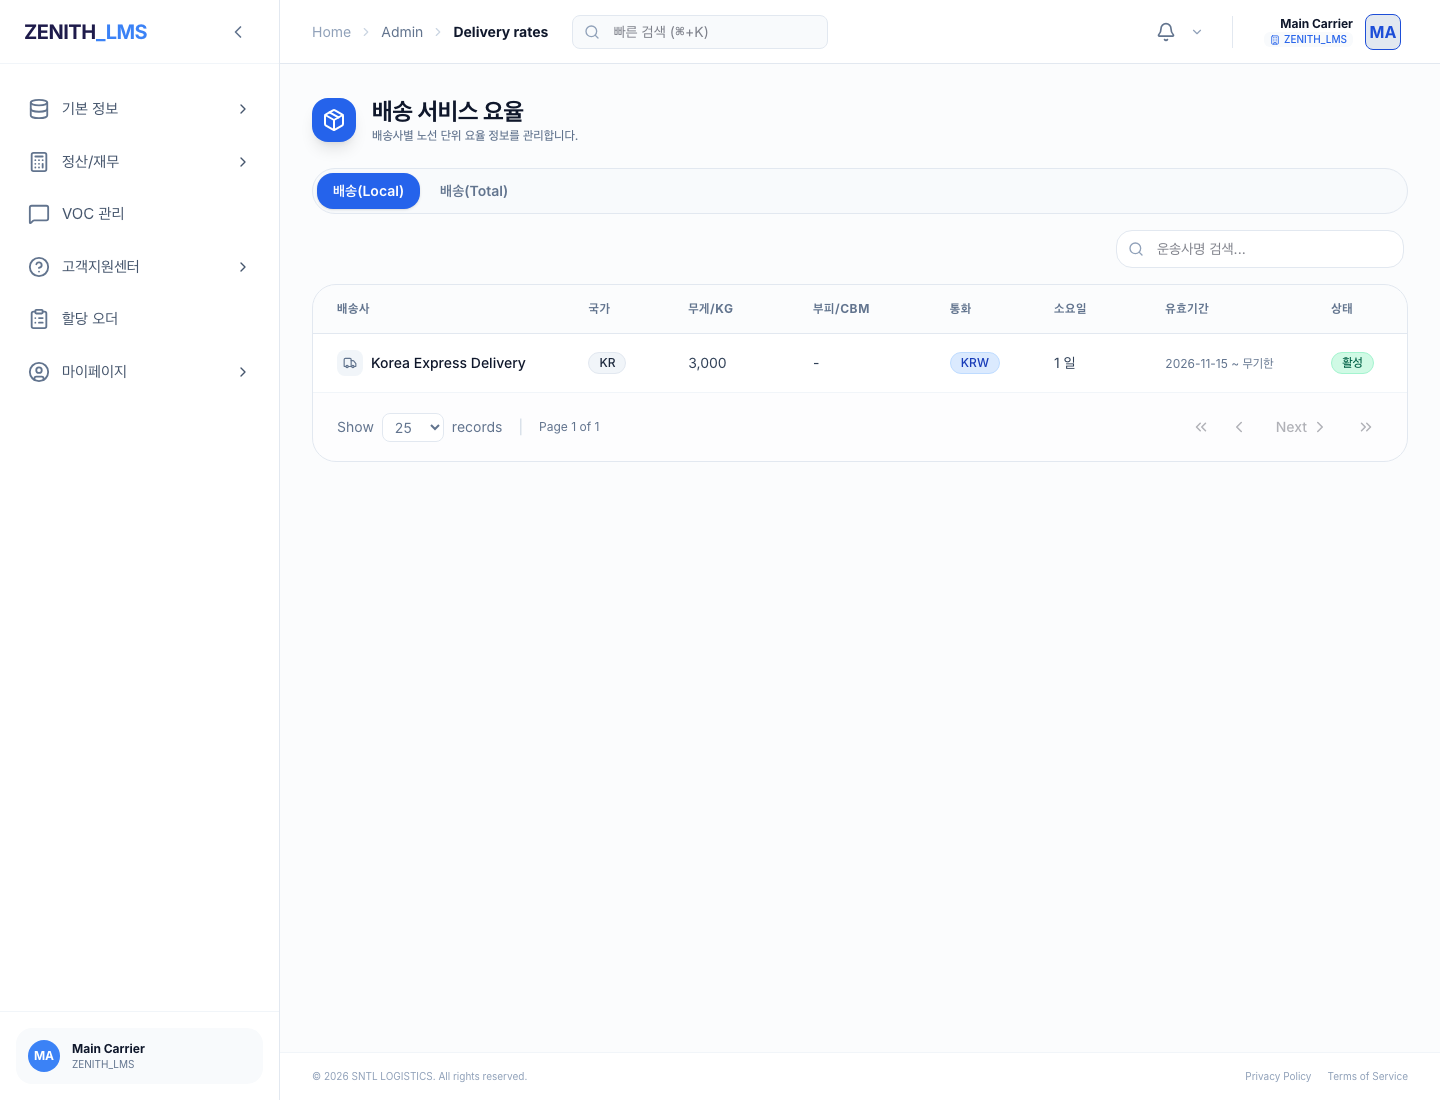 ZENITH_LMS
기본 정보
정산/재무
VOC 관리
고객지원센터
할당 오더
마이페이지
MA
Main Carrier
ZENITH_LMS
Home
Admin
Delivery rates
빠른 검색 (⌘+K)
Main Carrier
ZENITH_LMS
MA
배송 서비스 요율
배송사별 노선 단위 요율 정보를 관리합니다.
배송(Local) 배송(Total)
운송사명 검색...
배송사 국가 무게/KG 부피/CBM 통화 소요일 유효기간 상태
Korea Express Delivery KR 3,000 - KRW 1 일 2026-11-15 ~ 무기한 활성
Show 25 records | Page 1 of 1 Next
© 2026 SNTL LOGISTICS. All rights reserved. Privacy Policy Terms of Service